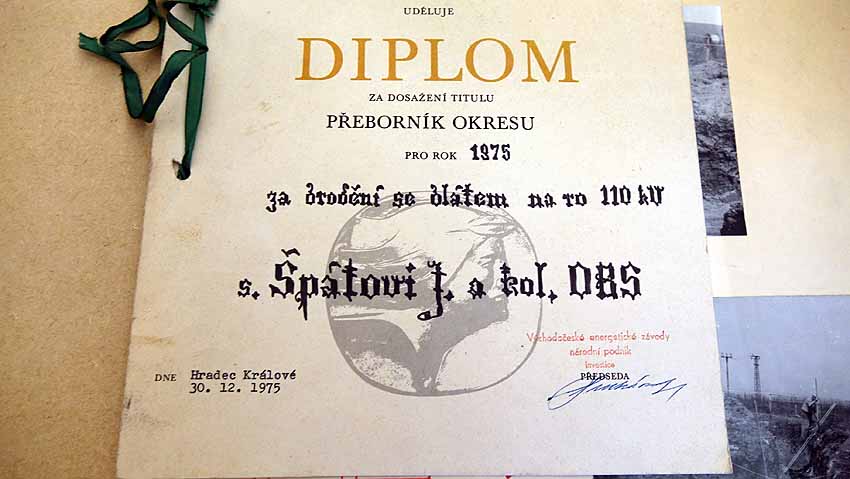 UDĚLUJE
DIPLOM
ZA DOSAŽENÍ TITULU
PŘEBORNÍK OKRESU
PRO ROK 1975
za brodění se blátem na ro 110 kV
s. Špátovi J. a kol. OBS
Východočeské energetické závody
národní podnik
investice
PŘEDSEDA
DNE Hradec Králové
30. 12. 1975